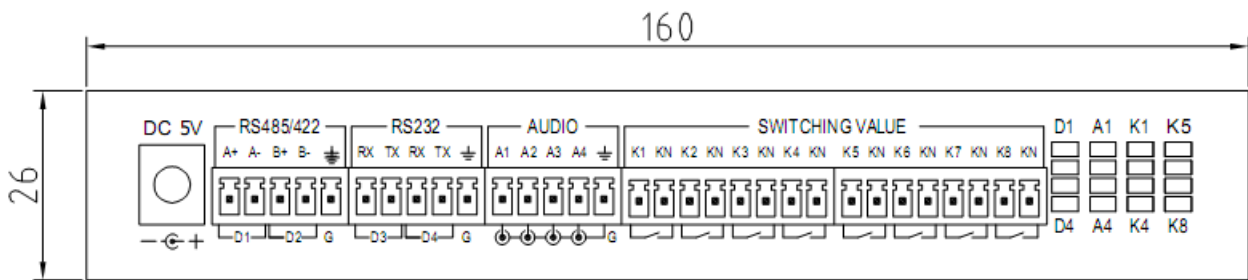 160
26
DC 5V RS485/422 RS232 AUDIO SWITCHING VALUE D1 A1 K1 K5
A+ A- B+ B- RX TX RX TX A1 A2 A3 A4 K1 KN K2 KN K3 KN K4 KN K5 KN K6 KN K7 KN K8 KN
- + D1 D2 G D3 D4 G G D4 A4 K4 K8